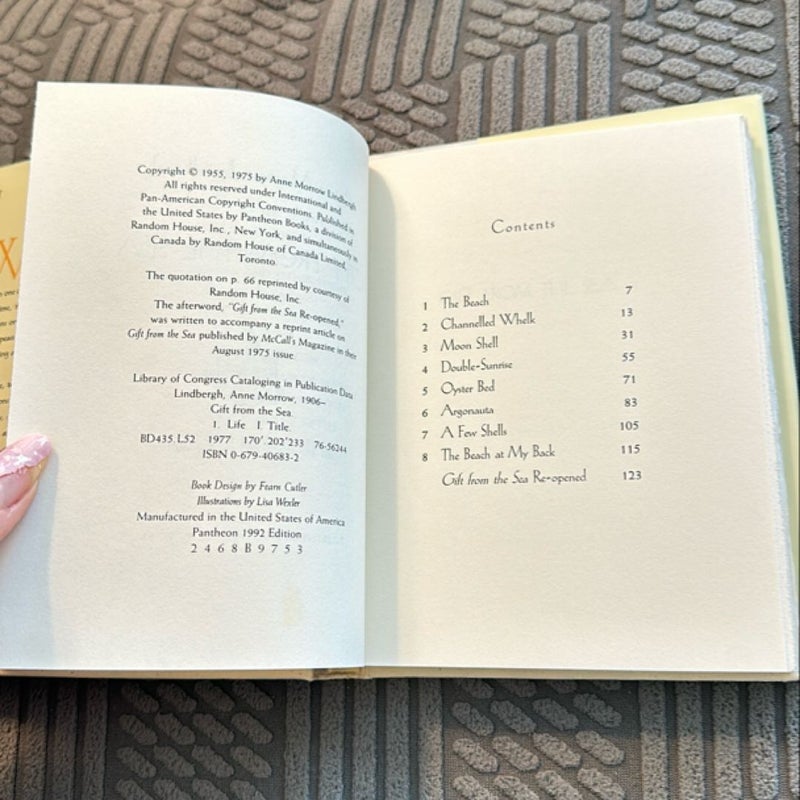 Copyright © 1955, 1975 by Anne Morrow Lindbergh
All rights reserved under International and
Pan-American Copyright Conventions. Published in
the United States by Pantheon Books, a division of
Random House, Inc., New York, and simultaneously in
Canada by Random House of Canada Limited,
Toronto.
The quotation on p. 66 reprinted by courtesy of
Random House, Inc.
The afterword, "Gift from the Sea Re-opened,"
was written to accompany a reprint article on
Gift from the Sea published by McCall's Magazine in their
August 1975 issue.
Library of Congress Cataloging in Publication Data
Lindbergh, Anne Morrow, 1906–
Gift from the Sea.
1. Life I. Title.
BD435.L52 1977 170'.202'233 76-56244
ISBN 0-679-40683-2
Book Design by Fearn Cutler
Illustrations by Lisa Wexler
Manufactured in the United States of America
Pantheon 1992 Edition
2 4 6 8 B 9 7 5 3
Contents
1 The Beach 7
2 Channelled Whelk 13
3 Moon Shell 31
4 Double-Sunrise 55
5 Oyster Bed 71
6 Argonauta 83
7 A Few Shells 105
8 The Beach at My Back 115
Gift from the Sea Re-opened 123